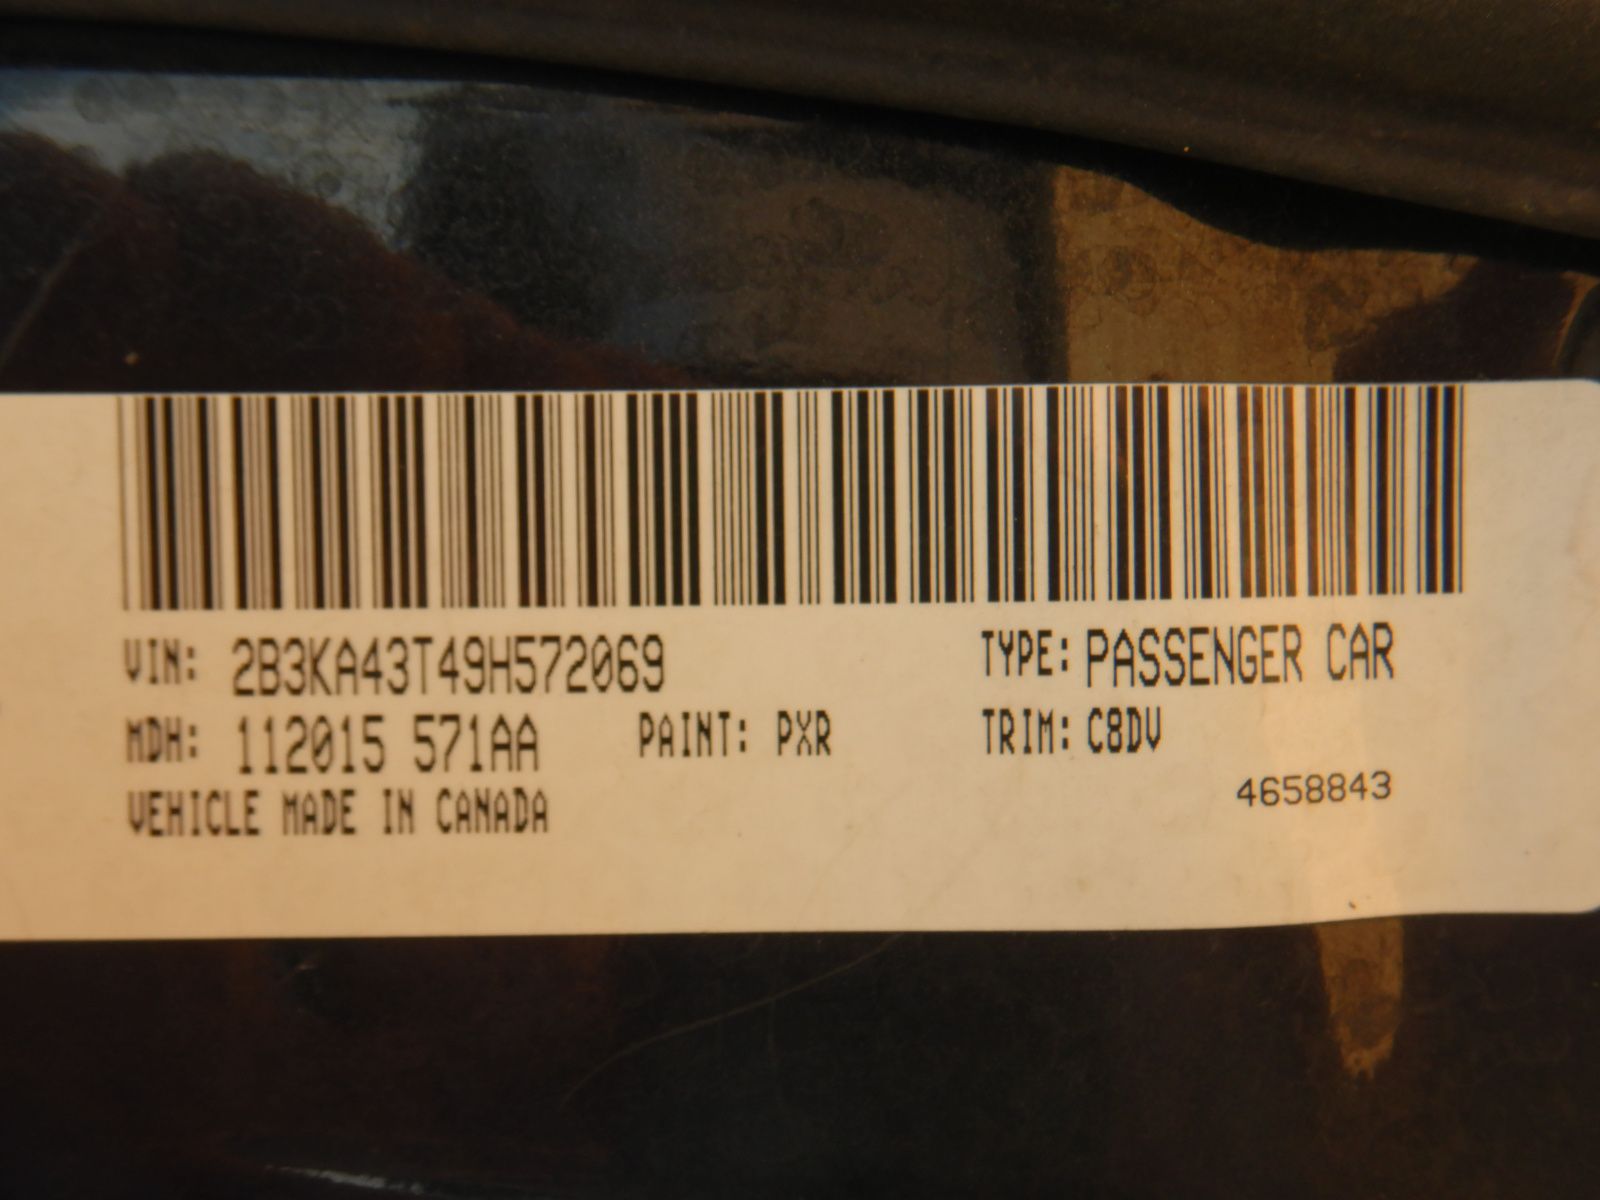 VIN: 2B3KA43T49H572069 TYPE: PASSENGER CAR
MDH: 112015 571AA PAINT: PXR TRIM: C8DV
VEHICLE MADE IN CANADA 4658843